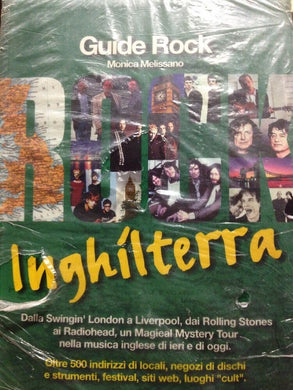 Guide Rock
Monica Melissano
ROCK
Inghilterra
Dalla Swingin' London a Liverpool, dai Rolling Stones
ai Radiohead, un Magical Mystery Tour
nella musica inglese di ieri e di oggi.
Oltre 500 indirizzi di locali, negozi di dischi
e strumenti, festival, siti web, luoghi "cult".